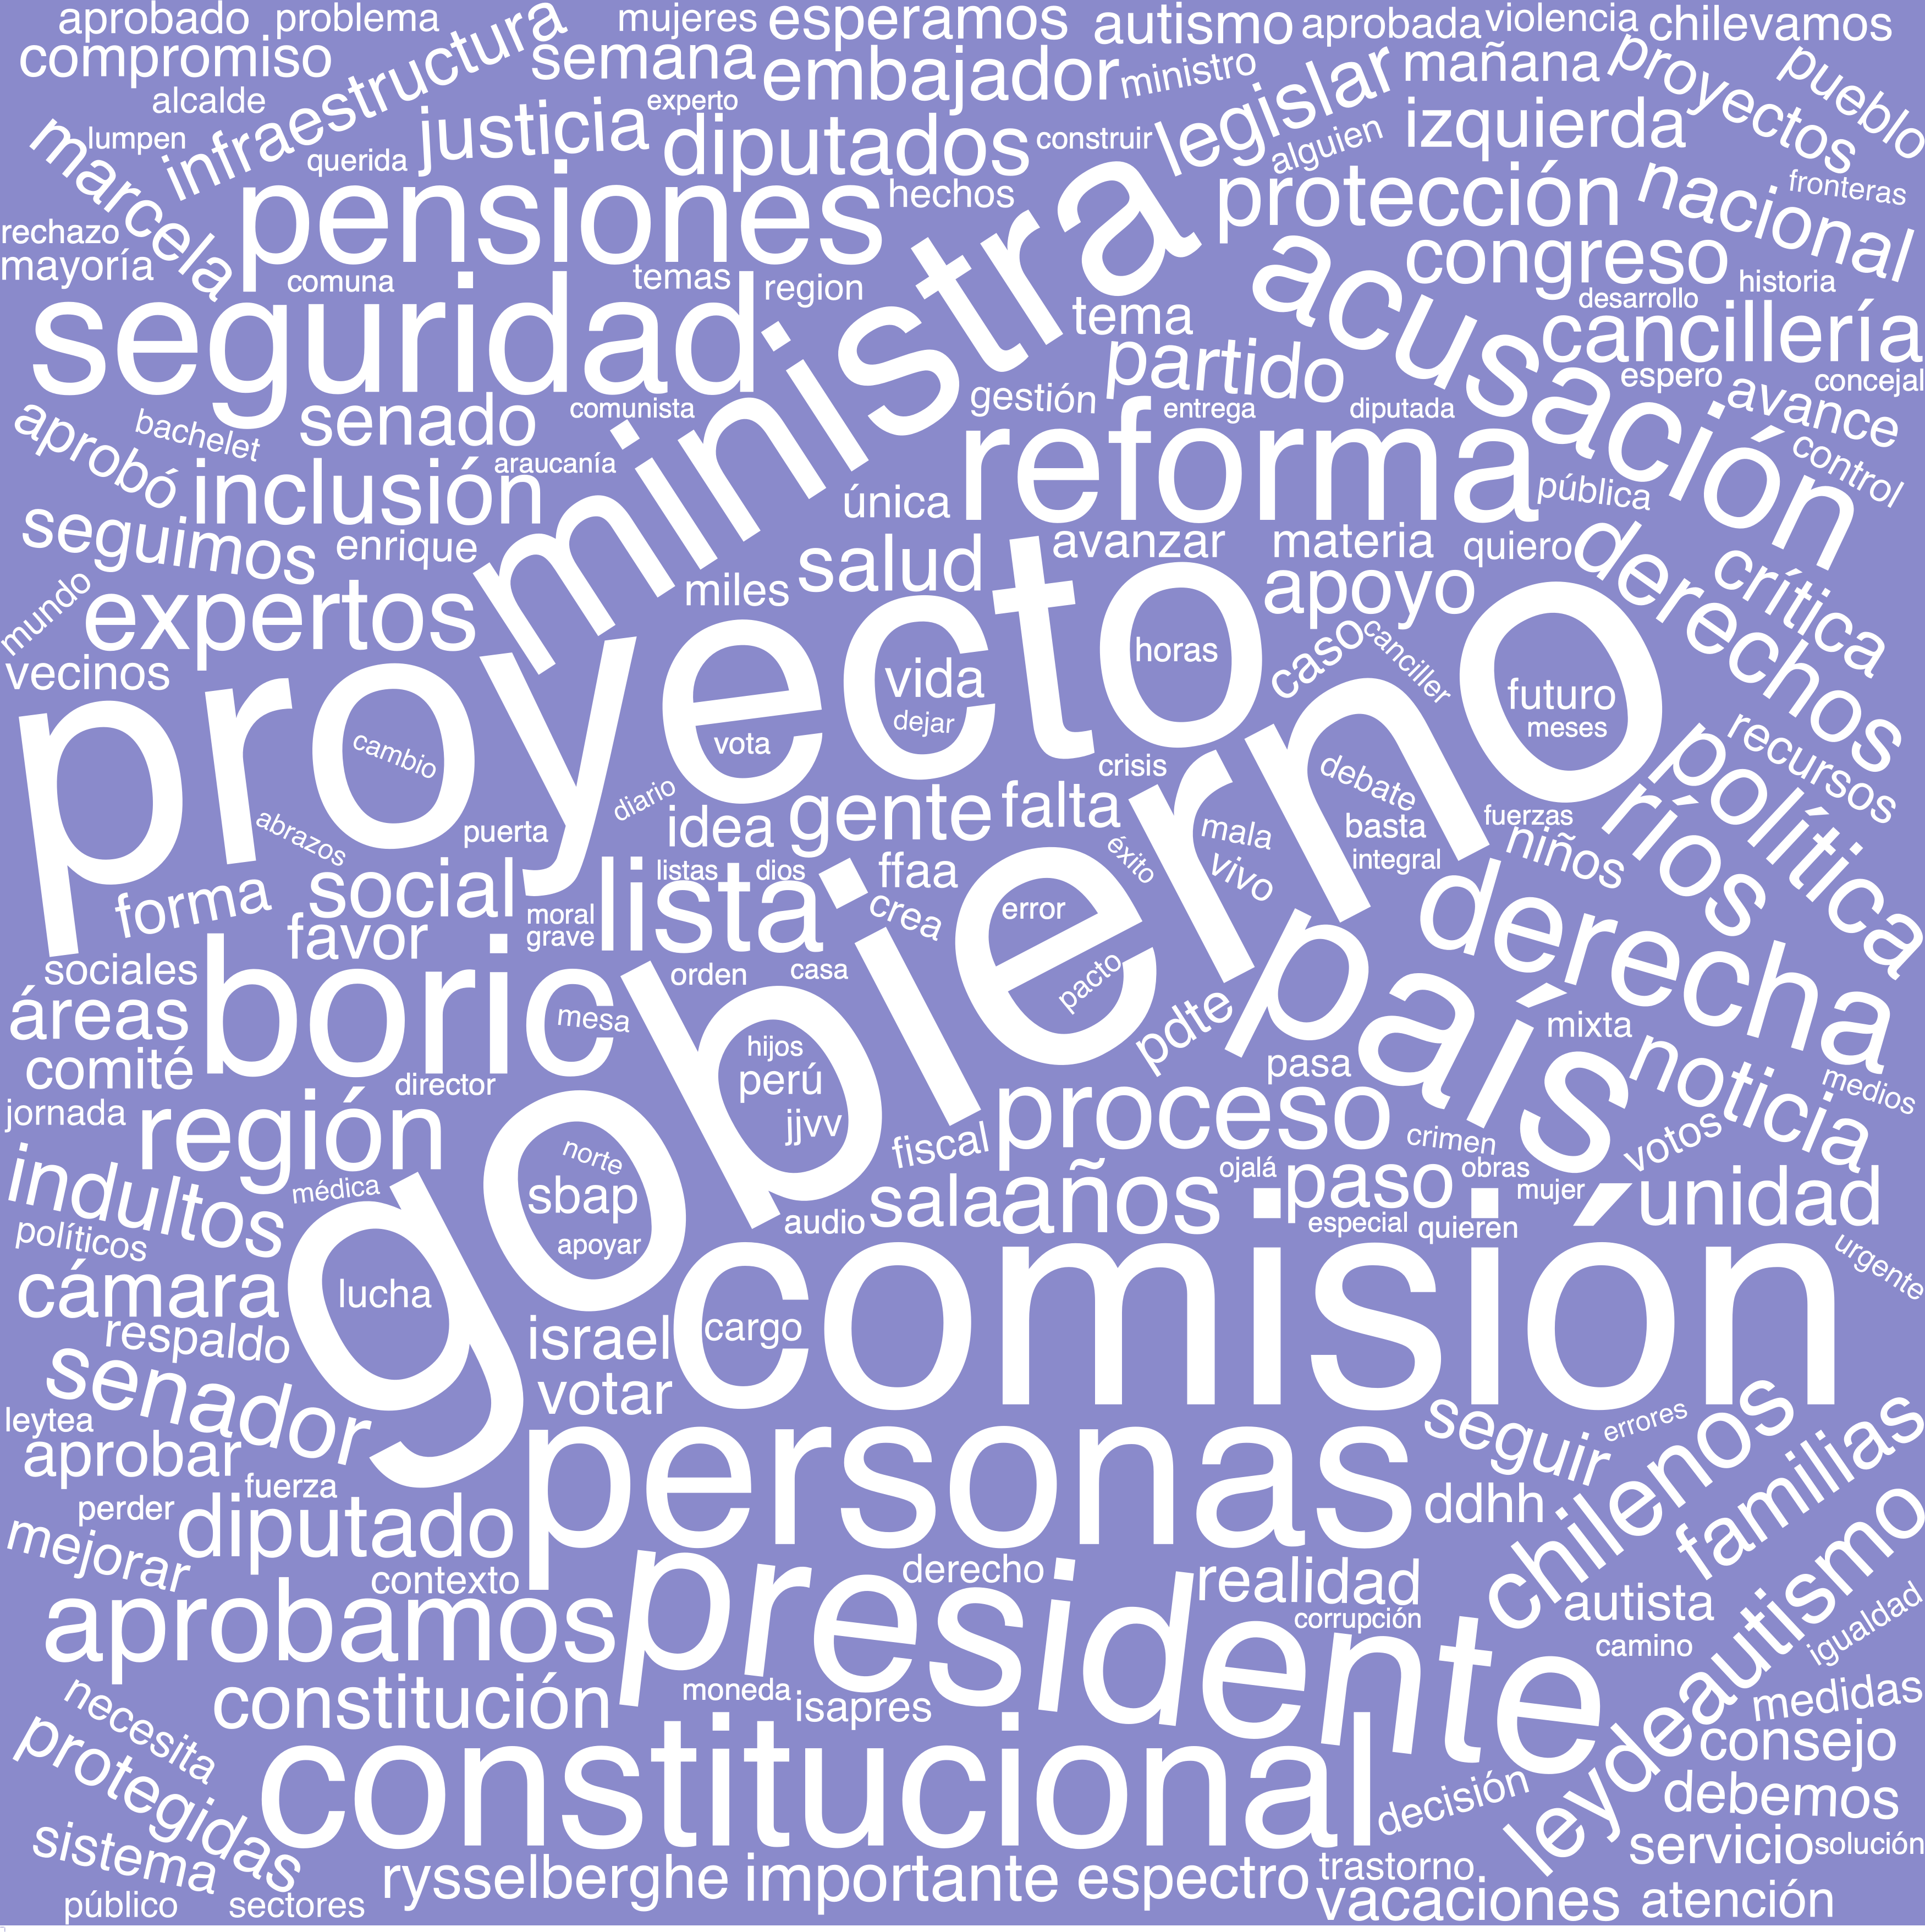 aprobado problema mujeres esperamos autismo aprobada violencia chilevamos
compromiso infraestructura semana embajador ministro mañana proyectos pueblo
alcalde experto legislar
lumpen justicia diputados construir alguien izquierda
marcela querida
pensiones hechos protección nacional fronteras
rechazo
mayoría comuna temas region ministra acusación congreso historia
desarrollo
seguridad tema cancillería
partido espero avance concejal
aprobó bachelet senado comunista gestión entrega diputada
reforma control
inclusión araucanía única pública
seguimos enrique salud avanzar materia quiero derechos crítica
mundo expertos miles proyecto apoyo
vecinos vida horas caso canciller futuro
cambio vota dejar meses recursos
crisis debate política
abrazos puerta diario idea gente falta mala basta fuerzas ríos
forma social lista listas dios ffaa éxito vivo integral niños
favor moral crea error derecha
grave
sociales orden casa pacto
áreas boric mesa gobierno país pdte mixta
comité director hijos perú pasa noticia medios
jornada región jjvv fiscal proceso crimen votos
indultos médica norte sbap ojalá paso obras mujer unidad
políticos apoyar audio sala años especial quieren urgente
cámara lucha comisión
respaldo israel cargo
senador votar
leytea seguir errores chilenos familias
aprobar fuerza personas
perder diputado ddhh
mejorar contexto derecho realidad autista
aprobamos presidente corrupción camino igualdad
necesita constitución moneda isapres leydeautismo medidas
protegidas constitucional consejo
decisión debemos
sistema servicio solución
rysselberghe importante espectro trastorno
público sectores vacaciones atención